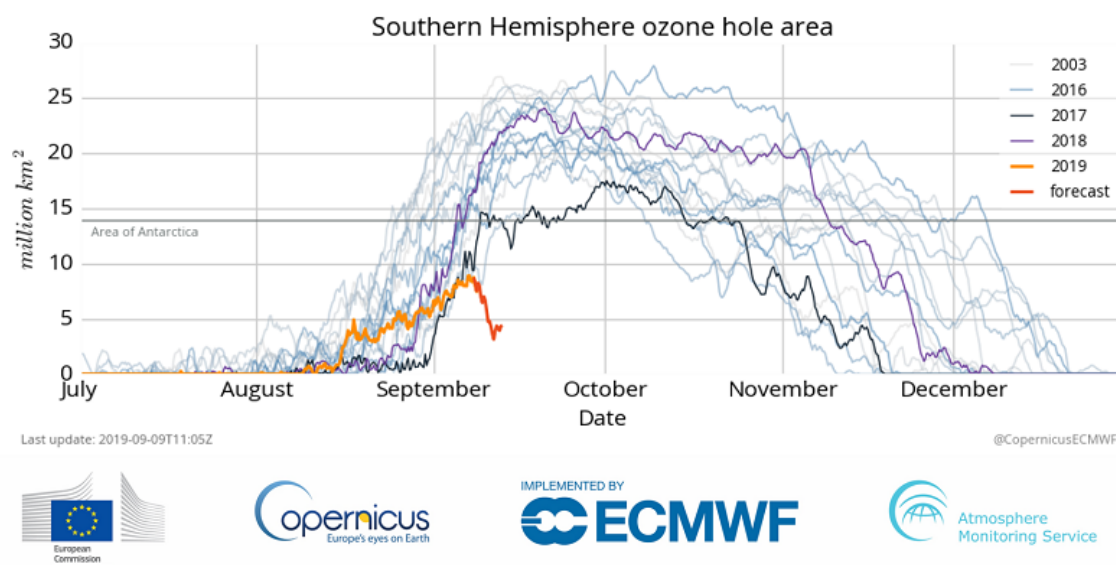 Southern Hemisphere ozone hole area
30
25
20
15
10
5
0
million km²
Area of Antarctica
2003
2016
2017
2018
2019
forecast
July August September October November December
Date
Last update: 2019-09-09T11:05Z @CopernicusECMWF
European
Commission
opernicus
Europe's eyes on Earth
IMPLEMENTED BY
ECMWF
Atmosphere
Monitoring Service